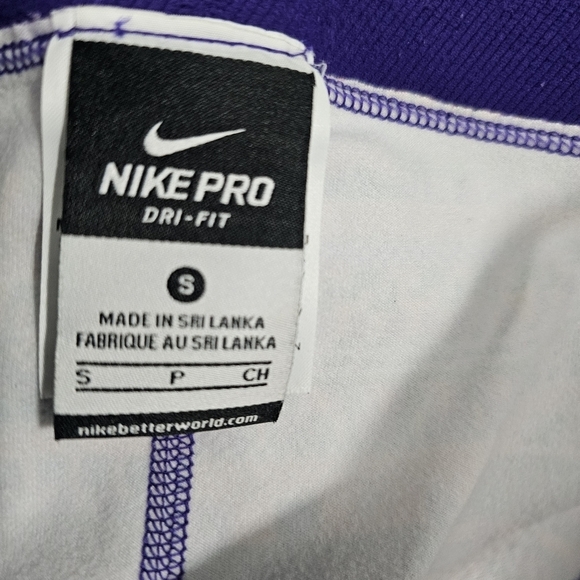 NIKE PRO
DRI-FIT
S
MADE IN SRI LANKA
FABRIQUE AU SRI LANKA
S P CH
nikebetterworld.com